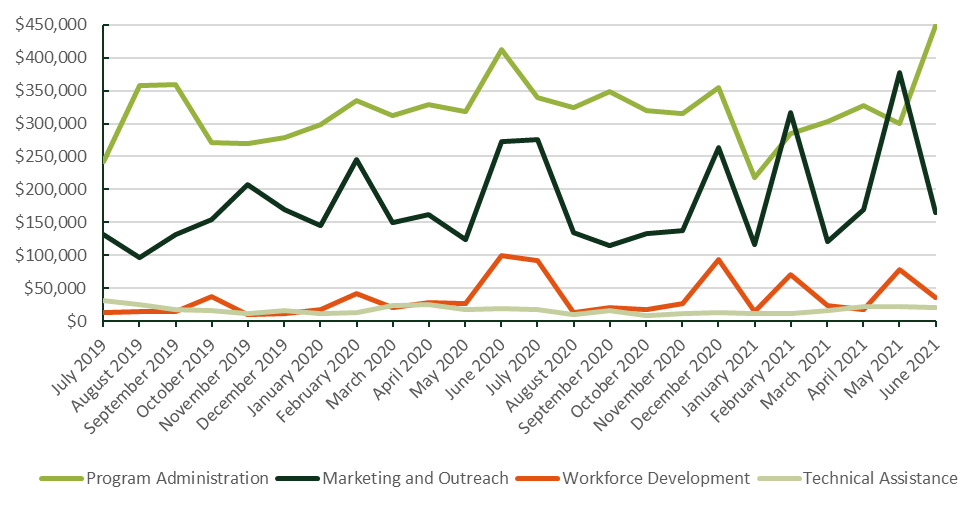 $450,000
$400,000
$350,000
$300,000
$250,000
$200,000
$150,000
$100,000
$50,000
$0
July 2019
August 2019
September 2019
October 2019
November 2019
December 2019
January 2020
February 2020
March 2020
April 2020
May 2020
June 2020
July 2020
August 2020
September 2020
October 2020
November 2020
December 2020
January 2021
February 2021
March 2021
April 2021
May 2021
June 2021
Program Administration Marketing and Outreach Workforce Development Technical Assistance